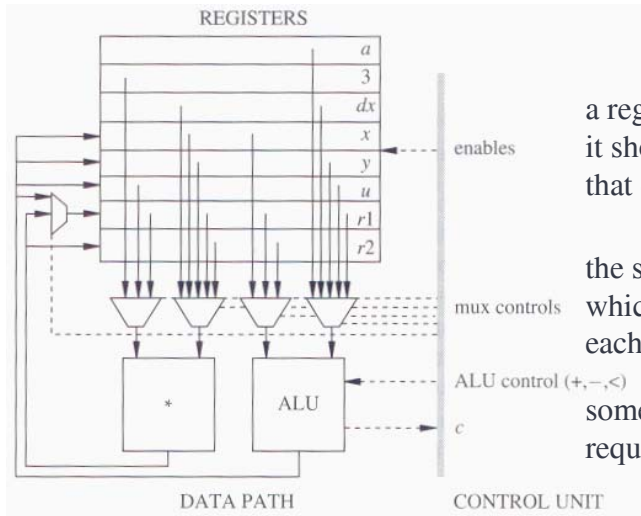 REGISTERS
a
3
dx
x
y
u
r1
r2
enables
mux controls
ALU control (+,−,<)
c
*
ALU
DATA PATH
CONTROL UNIT
a reg
it sho
that
the s
whic
each
some
requ